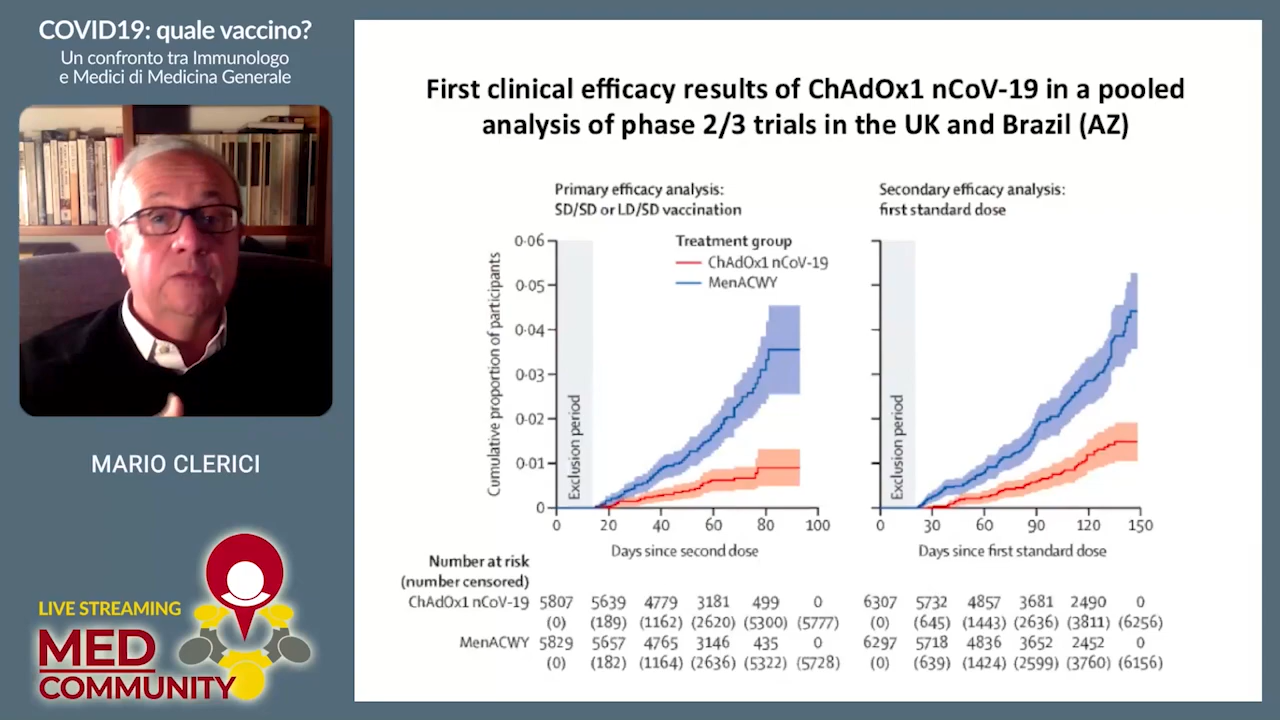 COVID19: quale vaccino?
Un confronto tra Immunologo
e Medici di Medicina Generale
MARIO CLERICI
LIVE STREAMING
MED
COMMUNITY
First clinical efficacy results of ChAdOx1 nCoV-19 in a pooled
analysis of phase 2/3 trials in the UK and Brazil (AZ)
Primary efficacy analysis:
SD/SD or LD/SD vaccination
Treatment group
ChAdOx1 nCoV-19
MenACWY
Cumulative proportion of participants
0·06
0·05
0·04
0·03
0·02
0·01
0
Exclusion period
0 20 40 60 80 100
Days since second dose
Secondary efficacy analysis:
first standard dose
Exclusion period
0 30 60 90 120 150
Days since first standard dose
Number at risk
(number censored)
ChAdOx1 nCoV-19 5807 5639 4779 3181 499 0 6307 5732 4857 3681 2490 0
(0) (189) (1162) (2620) (5300) (5777) (0) (645) (1443) (2636) (3811) (6256)
MenACWY 5829 5657 4765 3146 435 0 6297 5718 4836 3652 2452 0
(0) (182) (1164) (2636) (5322) (5728) (0) (639) (1424) (2599) (3760) (6156)